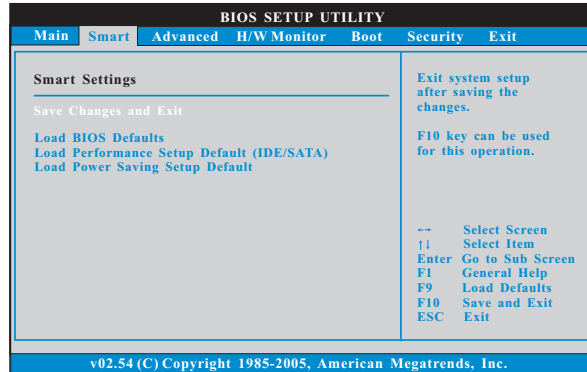 BIOS SETUP UTILITY
Main Smart Advanced H/W Monitor Boot Security Exit
Smart Settings
Save Changes and Exit
Load BIOS Defaults
Load Performance Setup Default (IDE/SATA)
Load Power Saving Setup Default
Exit system setup
after saving the
changes.
F10 key can be used
for this operation.
←→ Select Screen
↑↓ Select Item
Enter Go to Sub Screen
F1 General Help
F9 Load Defaults
F10 Save and Exit
ESC Exit
v02.54 (C) Copyright 1985-2005, American Megatrends, Inc.